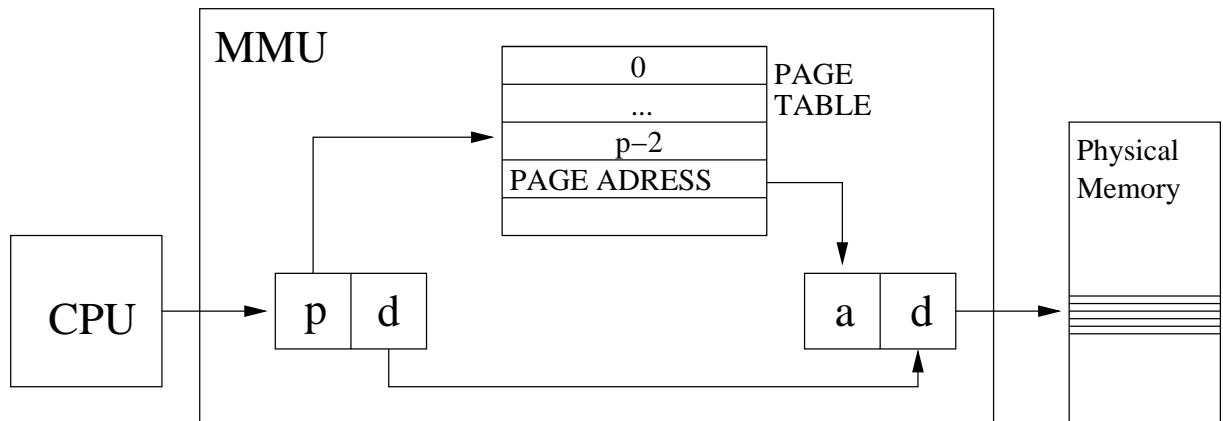 MMU
0
...
p−2
PAGE ADRESS
PAGE
TABLE
CPU
p
d
a
d
Physical
Memory